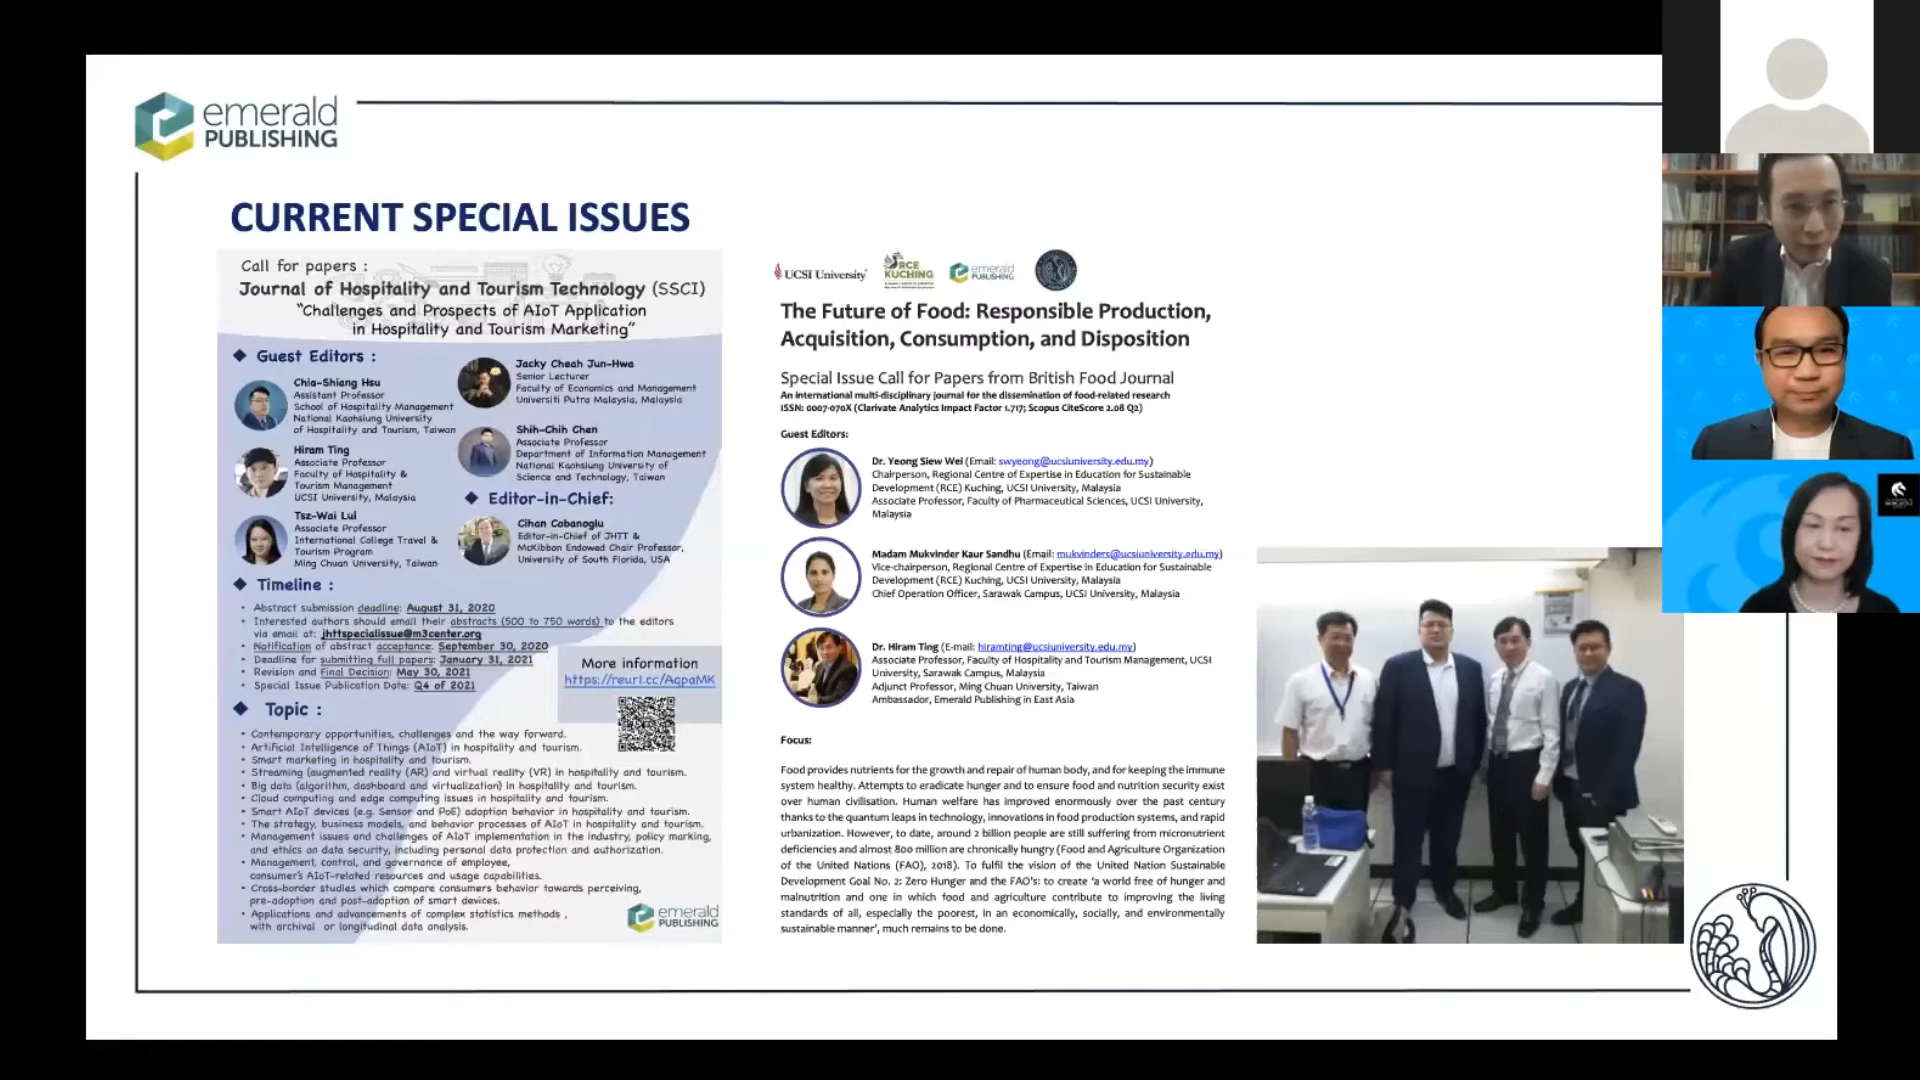 emerald
PUBLISHING
CURRENT SPECIAL ISSUES
Call for papers :
Journal of Hospitality and Tourism Technology (SSCI)
"Challenges and Prospects of AIoT Application
in Hospitality and Tourism Marketing"
Guest Editors :
Chia-Shiang Hsu
Assistant Professor
School of Hospitality Management
National Kaohsiung University
of Hospitality and Tourism, Taiwan
Hiram Ting
Associate Professor
Faculty of Hospitality &
Tourism Management
UCSI University, Malaysia
Tsz-Wai Lui
Associate Professor
International College Travel &
Tourism Program
Ming Chuan University, Taiwan
Jacky Cheah Jun-Hwa
Senior Lecturer
Faculty of Economics and Management
Universiti Putra Malaysia, Malaysia
Shih-Chih Chen
Associate Professor
Department of Information Management
National Kaohsiung University of
Science and Technology, Taiwan
Editor-in-Chief:
Cihan Cobanoglu
Editor-in-Chief of JHTT &
McKibbon Endowed Chair Professor,
University of South Florida, USA
Timeline :
• Abstract submission deadline: August 31, 2020
• Interested authors should email their abstracts (500 to 750 words) to the editors
via email at: jhttspecialissue@m3center.org
• Notification of abstract acceptance: September 30, 2020
• Deadline for submitting full papers: January 31, 2021
• Revision and Final Decision: May 30, 2021
• Special Issue Publication Date: Q4 of 2021
More information
https://reurl.cc/AqpaMK
Topic :
• Contemporary opportunities, challenges and the way forward.
• Artificial Intelligence of Things (AIoT) in hospitality and tourism.
• Smart marketing in hospitality and tourism.
• Streaming (augmented reality (AR) and virtual reality (VR) in hospitality and tourism.
• Big data (algorithm, dashboard and virtualization) in hospitality and tourism.
• Cloud computing and edge computing issues in hospitality and tourism.
• Smart AIoT devices (e.g. Sensor and PoE) adoption behavior in hospitality and tourism.
• The strategy, business models, and behavior processes of AIoT in hospitality and tourism.
• Management issues and challenges of AIoT implementation in the industry, policy marking,
and ethics on data security, including personal data protection and authorization.
• Management, control, and governance of employee,
consumer's AIoT-related resources and usage capabilities.
• Cross-border studies which compare consumers behavior towards perceiving,
pre-adoption and post-adoption of smart devices.
• Applications and advancements of complex statistics methods ,
with archival or longitudinal data analysis.
emerald
PUBLISHING
UCSI University
RCE
KUCHING
emerald
PUBLISHING
The Future of Food: Responsible Production,
Acquisition, Consumption, and Disposition
Special Issue Call for Papers from British Food Journal
An international multi-disciplinary journal for the dissemination of food-related research
ISSN: 0007-070X (Clarivate Analytics Impact Factor 1.717; Scopus CiteScore 2.08 Q2)
Guest Editors:
Dr. Yeong Siew Wei (Email: swyeong@ucsiuniversity.edu.my)
Chairperson, Regional Centre of Expertise in Education for Sustainable
Development (RCE) Kuching, UCSI University, Malaysia
Associate Professor, Faculty of Pharmaceutical Sciences, UCSI University,
Malaysia
Madam Mukvinder Kaur Sandhu (Email: mukvinders@ucsiuniversity.edu.my)
Vice-chairperson, Regional Centre of Expertise in Education for Sustainable
Development (RCE) Kuching, UCSI University, Malaysia
Chief Operation Officer, Sarawak Campus, UCSI University, Malaysia
Dr. Hiram Ting (E-mail: hiramting@ucsiuniversity.edu.my)
Associate Professor, Faculty of Hospitality and Tourism Management, UCSI
University, Sarawak Campus, Malaysia
Adjunct Professor, Ming Chuan University, Taiwan
Ambassador, Emerald Publishing in East Asia
Focus:
Food provides nutrients for the growth and repair of human body, and for keeping the immune
system healthy. Attempts to eradicate hunger and to ensure food and nutrition security exist
over human civilisation. Human welfare has improved enormously over the past century
thanks to the quantum leaps in technology, innovations in food production systems, and rapid
urbanization. However, to date, around 2 billion people are still suffering from micronutrient
deficiencies and almost 800 million are chronically hungry (Food and Agriculture Organization
of the United Nations (FAO), 2018). To fulfil the vision of the United Nation Sustainable
Development Goal No. 2: Zero Hunger and the FAO's: to create 'a world free of hunger and
malnutrition and one in which food and agriculture contribute to improving the living
standards of all, especially the poorest, in an economically, socially, and environmentally
sustainable manner', much remains to be done.